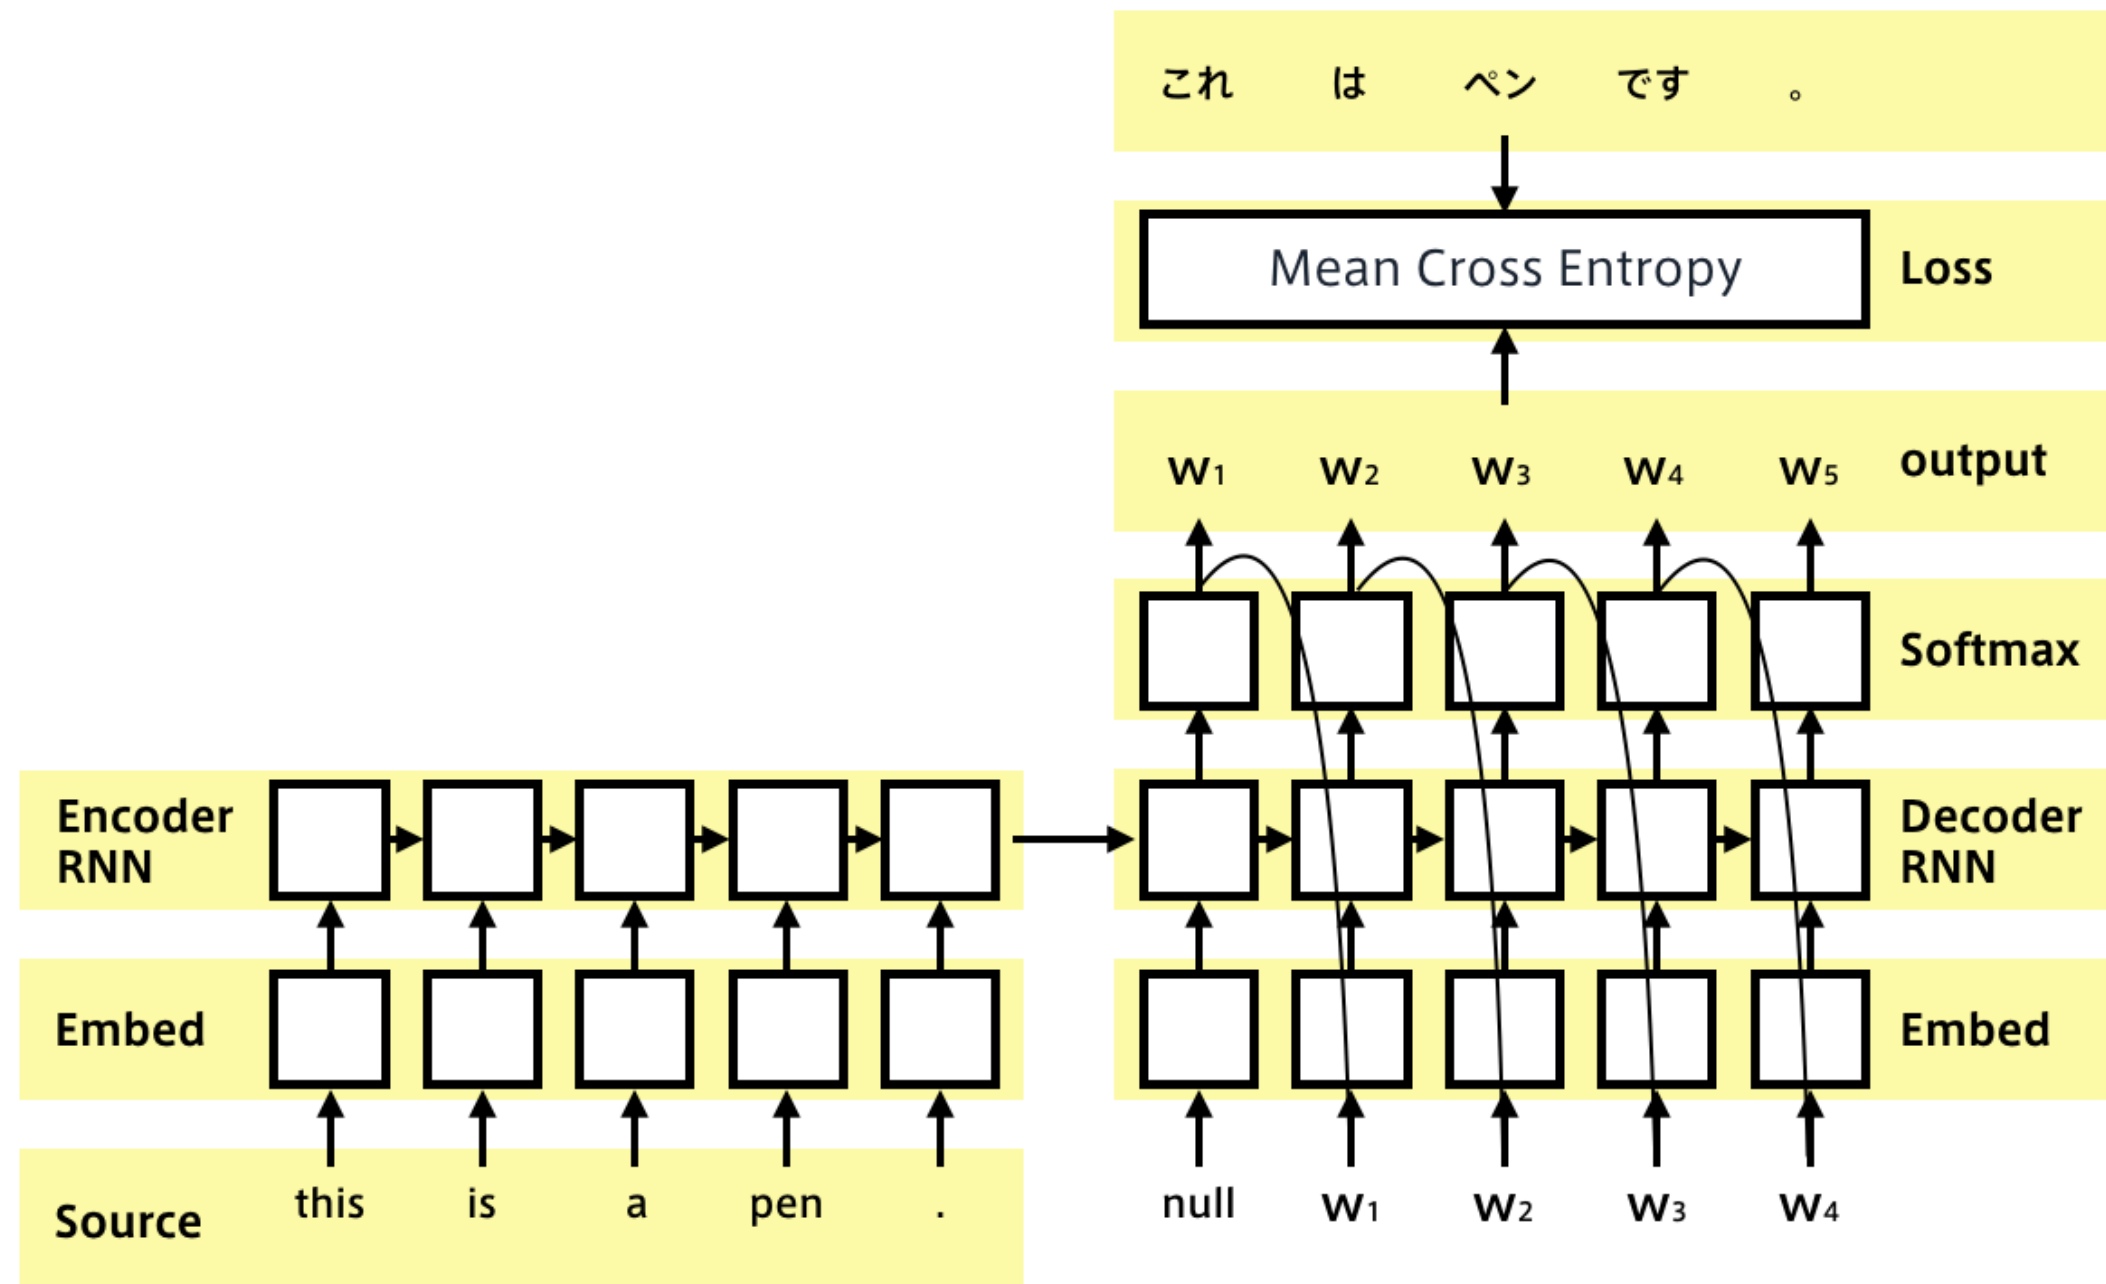 これ は ペン です 。
Mean Cross Entropy Loss
w1 w2 w3 w4 w5 output
Softmax
Encoder
RNN
Decoder
RNN
Embed
Embed
Source this is a pen .
null w1 w2 w3 w4